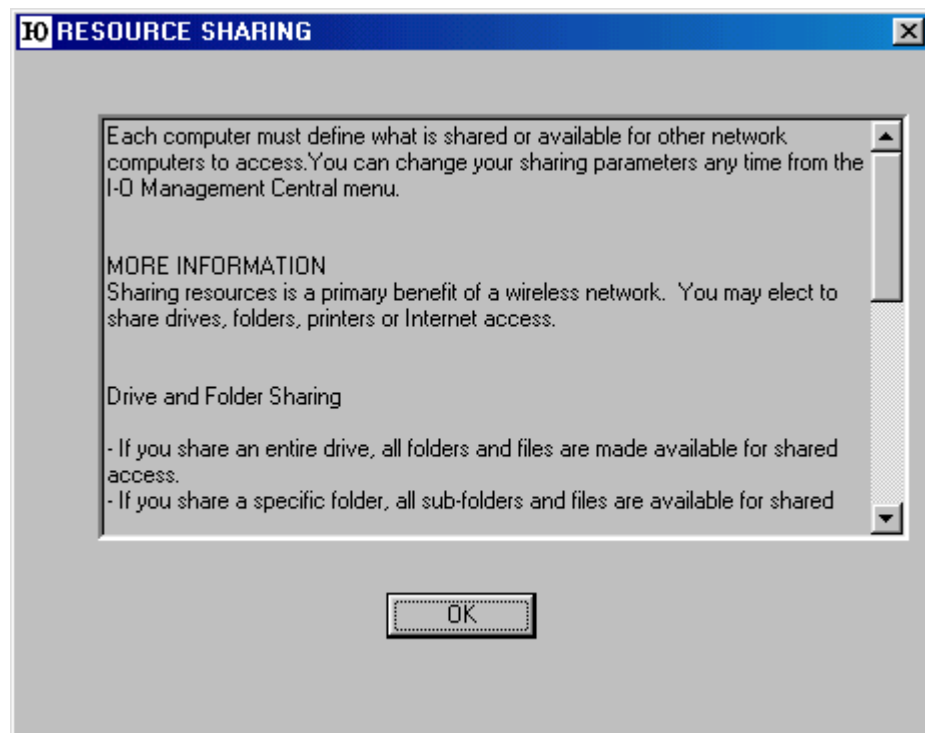 IO RESOURCE SHARING
Each computer must define what is shared or available for other network
computers to access.You can change your sharing parameters any time from the
I-O Management Central menu.
MORE INFORMATION
Sharing resources is a primary benefit of a wireless network.  You may elect to
share drives, folders, printers or Internet access.
Drive and Folder Sharing
- If you share an entire drive, all folders and files are made available for shared
access.
- If you share a specific folder, all sub-folders and files are available for shared
OK